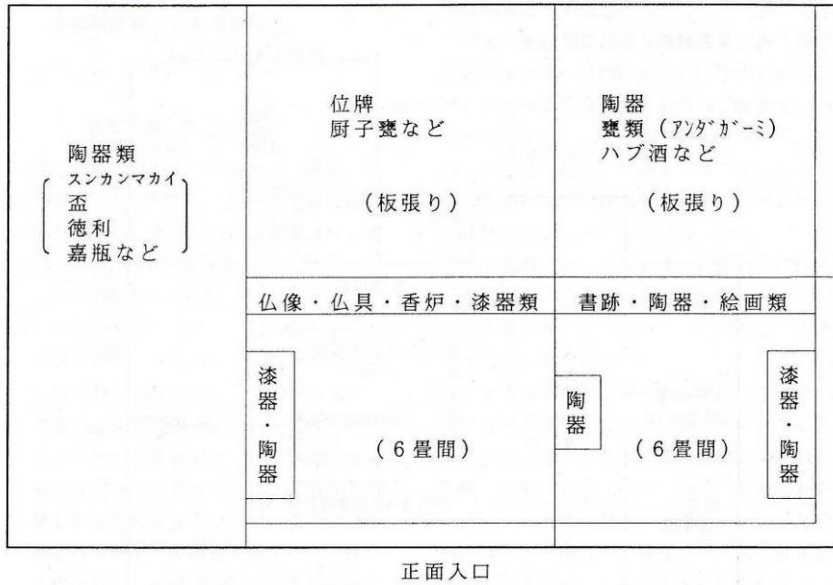 陶器類
スンカンマカイ
盃
徳利
嘉瓶など
位牌
厨子甕など
(板張り)
陶器
甕類(アンダガーミ)
ハブ酒など
(板張り)
仏像・仏具・香炉・漆器類
書跡・陶器・絵画類
漆器・陶器
(6畳間)
陶器
(6畳間)
漆器・陶器
正面入口